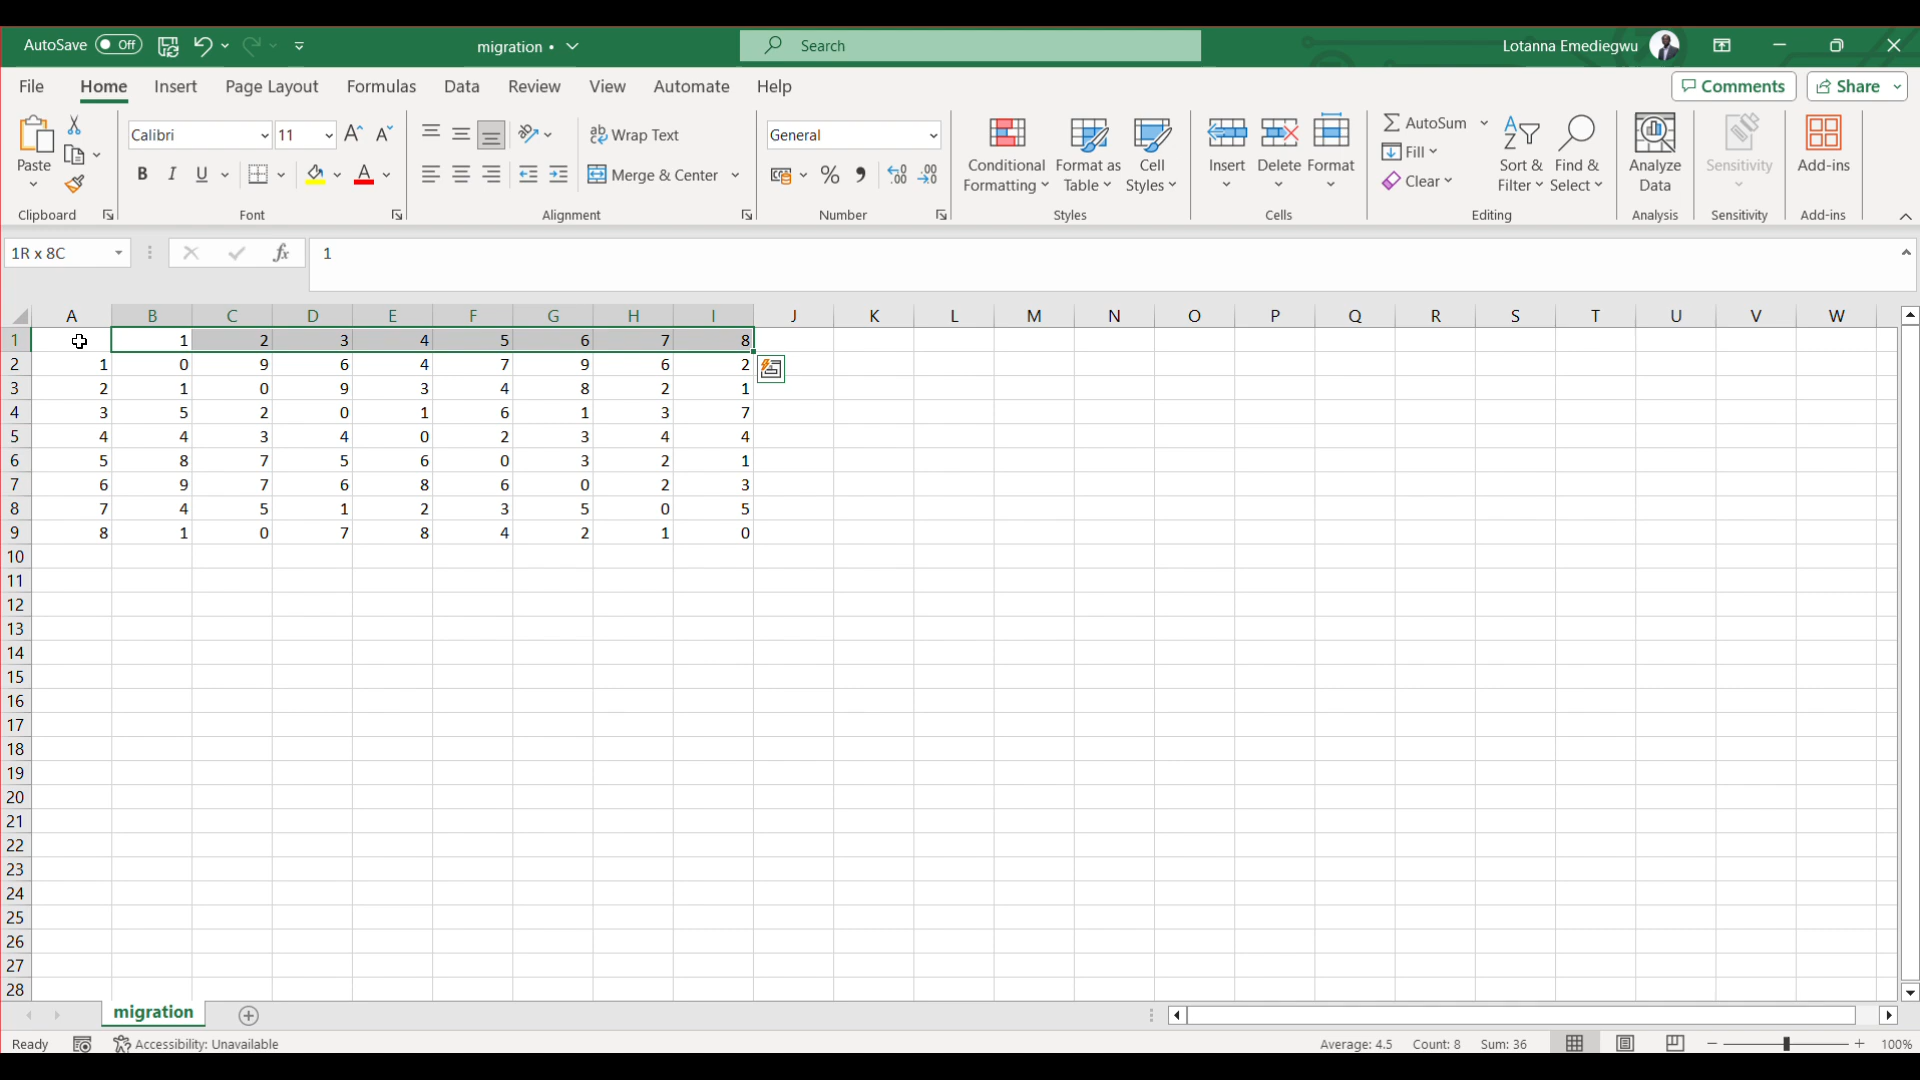 AutoSave Off migration • Search Lotanna Emediegwu
File Home Insert Page Layout Formulas Data Review View Automate Help Comments Share
Paste Calibri 11 Wrap Text General Conditional Formatting Format as Table Cell Styles Insert Delete Format AutoSum Fill Clear Sort & Filter Find & Select Analyze Data Sensitivity Add-ins
B I U A Merge & Center % 9
Clipboard Font Alignment Number Styles Cells Editing Analysis Sensitivity Add-ins
1R x 8C fx 1
A B C D E F G H I J K L M N O P Q R S T U V W
1 1 2 3 4 5 6 7 8
2 1 0 9 6 4 7 9 6 2
3 2 1 0 9 3 4 8 2 1
4 3 5 2 0 1 6 1 3 7
5 4 4 3 4 0 2 3 4 4
6 5 8 7 5 6 0 3 2 1
7 6 9 7 6 8 6 0 2 3
8 7 4 5 1 2 3 5 0 5
9 8 1 0 7 8 4 2 1 0
10
11
12
13
14
15
16
17
18
19
20
21
22
23
24
25
26
27
28
migration
Ready Accessibility: Unavailable Average: 4.5 Count: 8 Sum: 36 100%